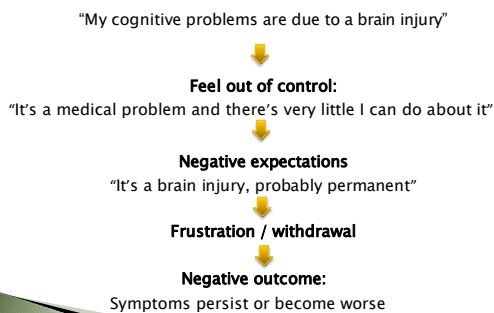 “My cognitive problems are due to a brain injury”
Feel out of control:
“It’s a medical problem and there’s very little I can do about it”
Negative expectations
“It’s a brain injury, probably permanent”
Frustration / withdrawal
Negative outcome:
Symptoms persist or become worse